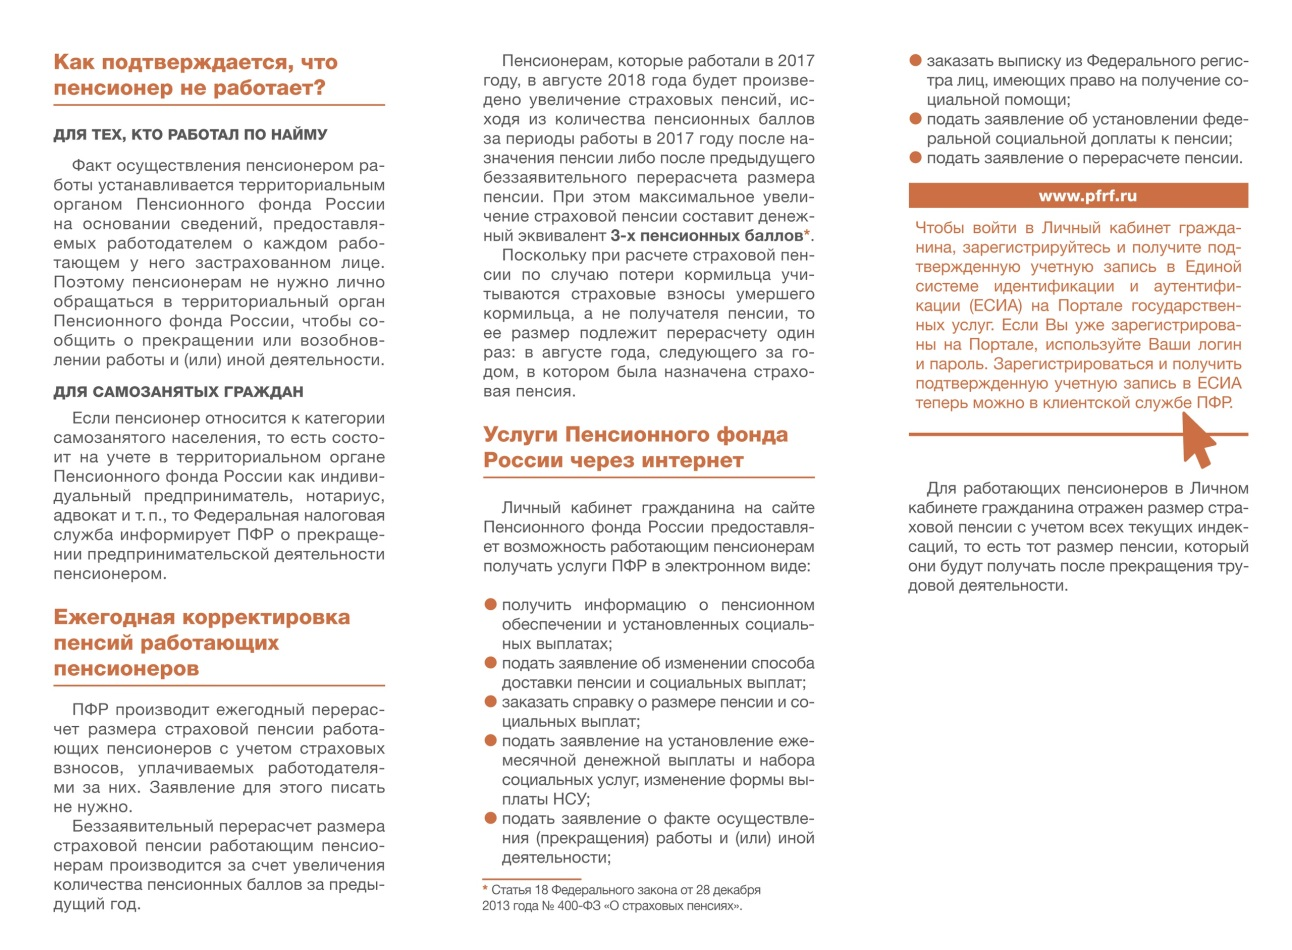 Как подтверждается, что
пенсионер не работает?
ДЛЯ ТЕХ, КТО РАБОТАЛ ПО НАЙМУ
Факт осуществления пенсионером ра-
боты устанавливается территориальным
органом Пенсионного фонда России
на основании сведений, предоставля-
емых работодателем о каждом рабо-
тающем у него застрахованном лице.
Поэтому пенсионерам не нужно лично
обращаться в территориальный орган
Пенсионного фонда России, чтобы со-
общить о прекращении или возобнов-
лении работы и (или) иной деятельности.
ДЛЯ САМОЗАНЯТЫХ ГРАЖДАН
Если пенсионер относится к категории
самозанятого населения, то есть состо-
ит на учете в территориальном органе
Пенсионного фонда России как индиви-
дуальный предприниматель, нотариус,
адвокат и т. п., то Федеральная налоговая
служба информирует ПФР о прекраще-
нии предпринимательской деятельности
пенсионером.
Ежегодная корректировка
пенсий работающих
пенсионеров
ПФР производит ежегодный перерас-
чет размера страховой пенсии работа-
ющих пенсионеров с учетом страховых
взносов, уплачиваемых работодателя-
ми за них. Заявление для этого писать
не нужно.
Беззаявительный перерасчет размера
страховой пенсии работающим пенсио-
нерам производится за счет увеличения
количества пенсионных баллов за преды-
дущий год.
Пенсионерам, которые работали в 2017
году, в августе 2018 года будет произве-
дено увеличение страховых пенсий, ис-
ходя из количества пенсионных баллов
за периоды работы в 2017 году после на-
значения пенсии либо после предыдущего
беззаявительного перерасчета размера
пенсии. При этом максимальное увели-
чение страховой пенсии составит денеж-
ный эквивалент 3-х пенсионных баллов*.
Поскольку при расчете страховой пен-
сии по случаю потери кормильца учи-
тываются страховые взносы умершего
кормильца, а не получателя пенсии, то
ее размер подлежит перерасчету один
раз: в августе года, следующего за го-
дом, в котором была назначена страхо-
вая пенсия.
Услуги Пенсионного фонда
России через интернет
Личный кабинет гражданина на сайте
Пенсионного фонда России предоставля-
ет возможность работающим пенсионерам
получать услуги ПФР в электронном виде:
● получить информацию о пенсионном
обеспечении и установленных социаль-
ных выплатах;
● подать заявление об изменении способа
доставки пенсии и социальных выплат;
● заказать справку о размере пенсии и со-
циальных выплат;
● подать заявление на установление еже-
месячной денежной выплаты и набора
социальных услуг, изменение формы вы-
платы НСУ;
● подать заявление о факте осуществле-
ния (прекращения) работы и (или) иной
деятельности;
* Статья 18 Федерального закона от 28 декабря
2013 года № 400-ФЗ «О страховых пенсиях».
● заказать выписку из Федерального регис-
тра лиц, имеющих право на получение со-
циальной помощи;
● подать заявление об установлении феде-
ральной социальной доплаты к пенсии;
● подать заявление о перерасчете пенсии.
www.pfrf.ru
Чтобы войти в Личный кабинет гражда-
нина, зарегистрируйтесь и получите под-
твержденную учетную запись в Единой
системе идентификации и аутентифи-
кации (ЕСИА) на Портале государствен-
ных услуг. Если Вы уже зарегистрирова-
ны на Портале, используйте Ваши логин
и пароль. Зарегистрироваться и получить
подтвержденную учетную запись в ЕСИА
теперь можно в клиентской службе ПФР.
Для работающих пенсионеров в Личном
кабинете гражданина отражен размер стра-
ховой пенсии с учетом всех текущих индек-
саций, то есть тот размер пенсии, который
они будут получать после прекращения тру-
довой деятельности.